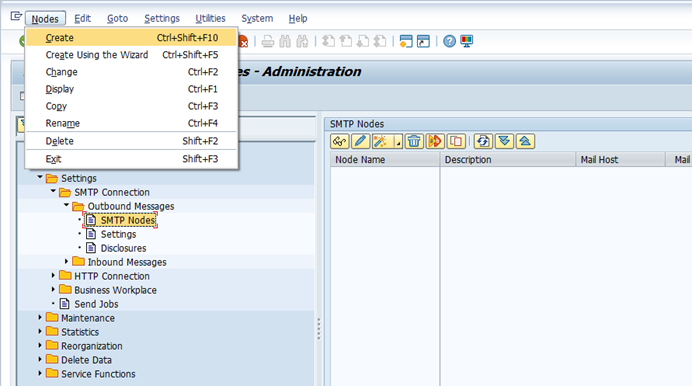 Nodes Edit Goto Settings Utilities System Help
Create Ctrl+Shift+F10
Create Using the Wizard Ctrl+Shift+F5
Change Ctrl+F2
Display Ctrl+F1
Copy Ctrl+F3
Rename Ctrl+F4
Delete Shift+F2
Exit Shift+F3
es - Administration
Settings
SMTP Connection
Outbound Messages
SMTP Nodes
Settings
Disclosures
Inbound Messages
HTTP Connection
Business Workplace
Send Jobs
Maintenance
Statistics
Reorganization
Delete Data
Service Functions
SMTP Nodes
Node Name Description Mail Host Mail